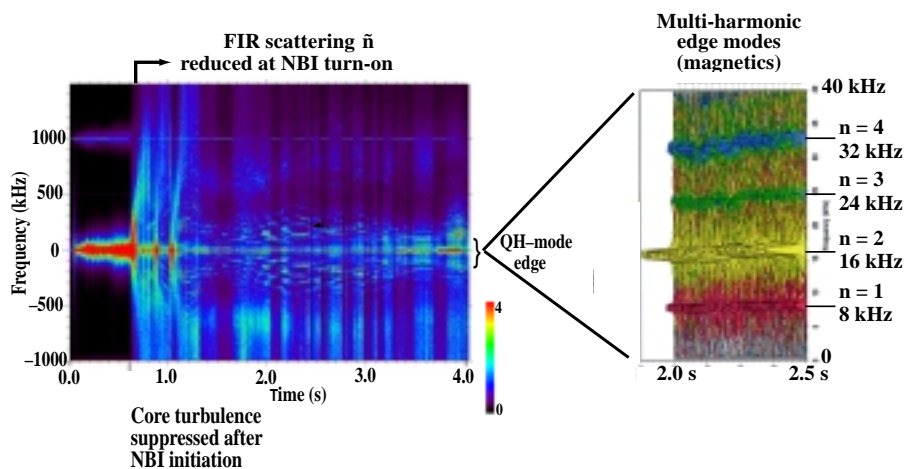 FIR scattering ñ
reduced at NBI turn-on
Frequency (kHz)
1000
500
0
–500
–1000
0.0
1.0
2.0
3.0
4.0
Time (s)
Core turbulence
suppressed after
NBI initiation
4
0
QH–mode
edge
Multi-harmonic
edge modes
(magnetics)
40 kHz
n = 4
32 kHz
n = 3
24 kHz
n = 2
16 kHz
n = 1
8 kHz
0
2.0 s
2.5 s